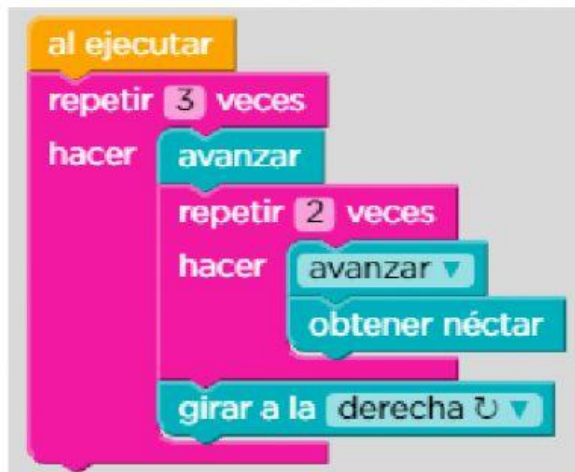 al ejecutar
repetir 3 veces
hacer avanzar
repetir 2 veces
hacer avanzar ▼
obtener néctar
girar a la derecha ↻ ▼